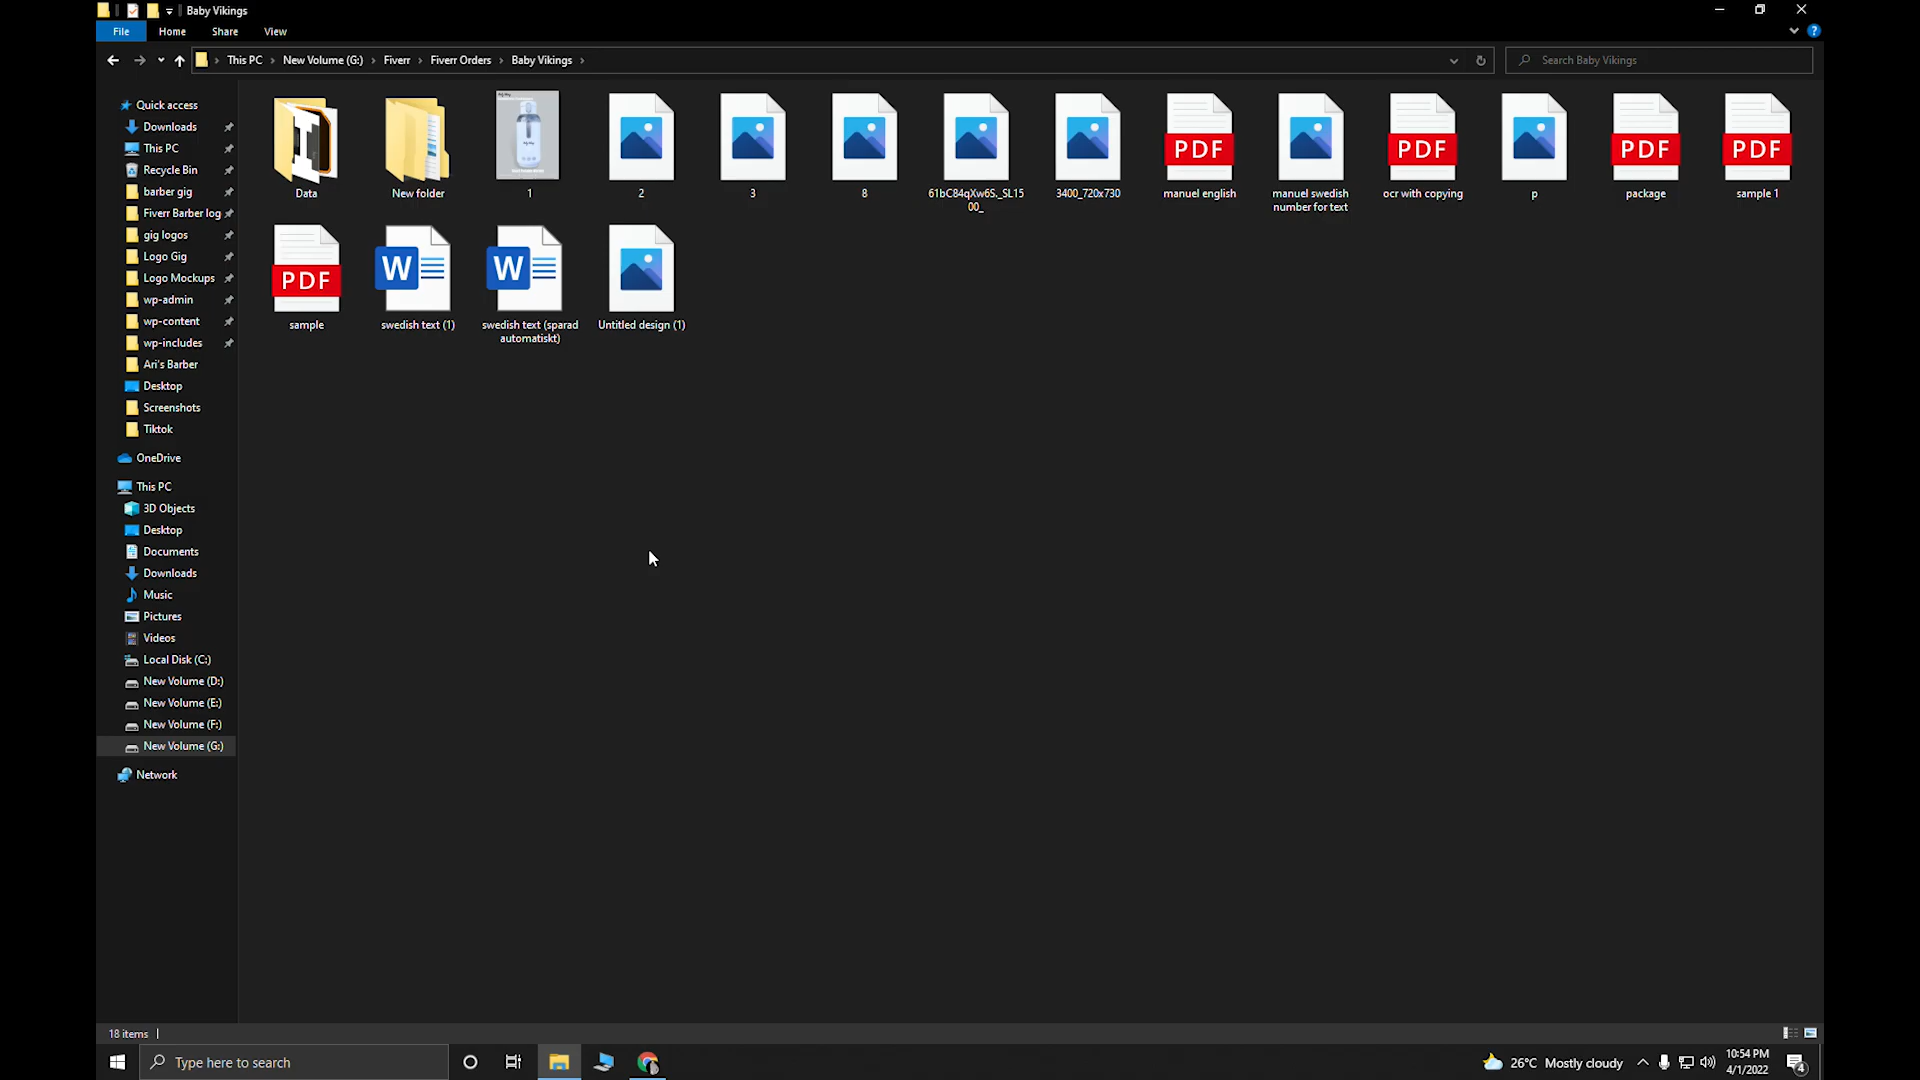 Baby Vikings
File Home Share View
This PC New Volume (G:) Fiverr Fiverr Orders Baby Vikings
Search Baby Vikings
Quick access
Downloads
This PC
Recycle Bin
barber gig
Fiverr Barber log
gig logos
Logo Gig
Logo Mockups
wp-admin
wp-content
wp-includes
Ari's Barber
Desktop
Screenshots
Tiktok
OneDrive
This PC
3D Objects
Desktop
Documents
Downloads
Music
Pictures
Videos
Local Disk (C:)
New Volume (D:)
New Volume (E:)
New Volume (F:)
New Volume (G:)
Network
PDF PDF PDF PDF
Data New folder 1 2 3 8 61bC84qXw6S._SL15 3400_720x730 manuel english manuel swedish ocr with copying p package sample 1
00_ number for text
PDF W W
sample swedish text (1) swedish text (sparad Untitled design (1)
automatiskt)
18 items
Type here to search
26°C Mostly cloudy
10:54 PM
4/1/2022
4